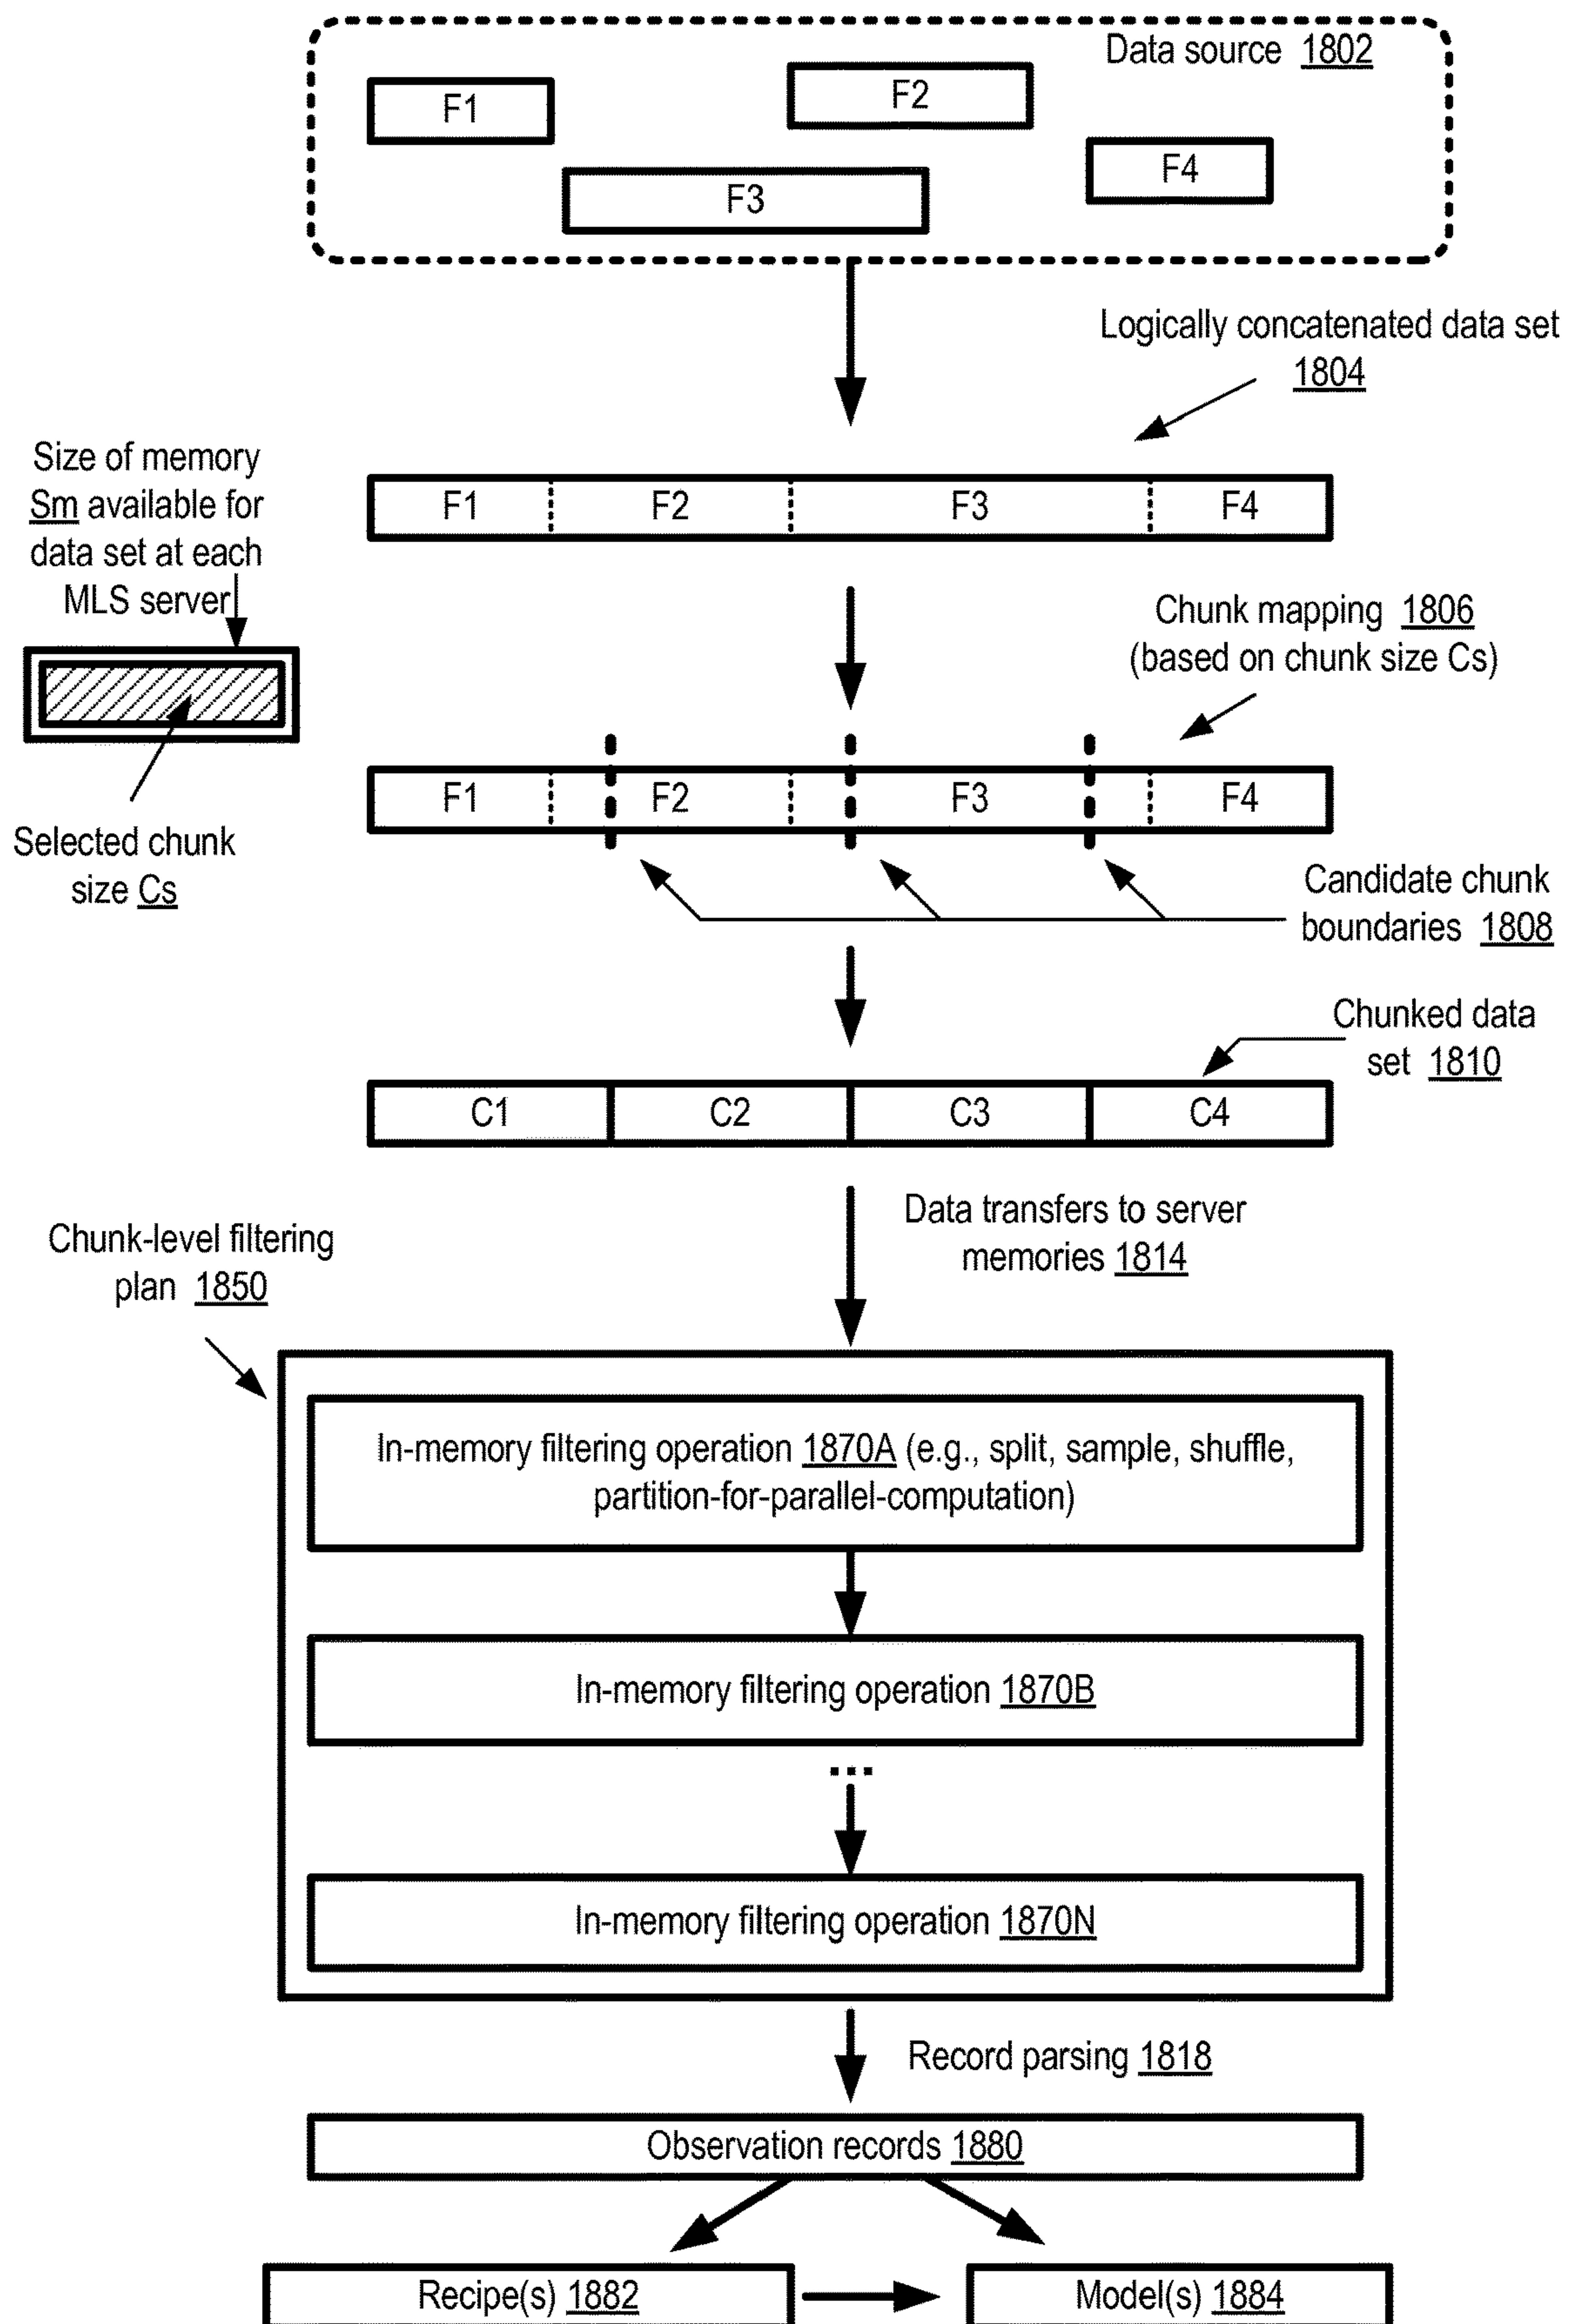 Data source 1802
F1
F2
F3
F4
Logically concatenated data set
1804
Size of memory
Sm available for
data set at each
MLS server
F1 F2 F3 F4
Chunk mapping 1806
(based on chunk size Cs)
F1 F2 F3 F4
Selected chunk
size Cs
Candidate chunk
boundaries 1808
Chunked data
set 1810
C1 C2 C3 C4
Data transfers to server
memories 1814
Chunk-level filtering
plan 1850
In-memory filtering operation 1870A (e.g., split, sample, shuffle,
partition-for-parallel-computation)
In-memory filtering operation 1870B
...
In-memory filtering operation 1870N
Record parsing 1818
Observation records 1880
Recipe(s) 1882
Model(s) 1884